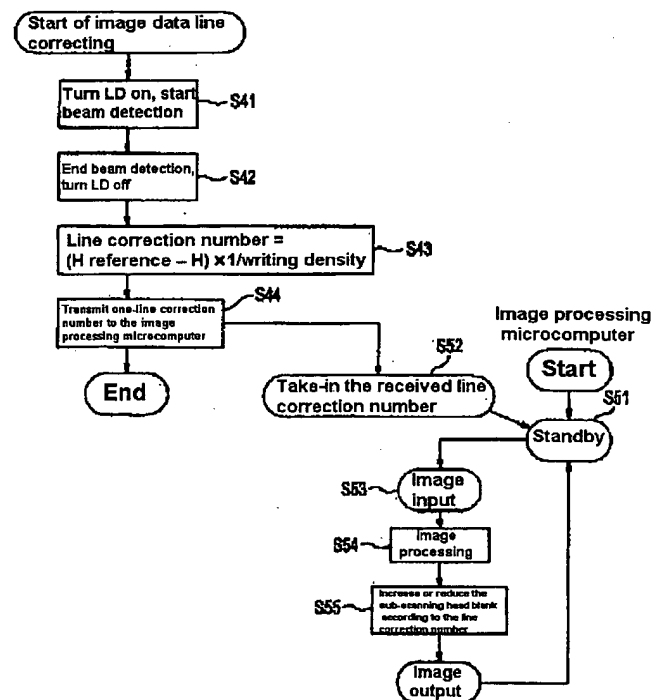 Start of image data line
correcting
Turn LD on, start
beam detection
S41
End beam detection,
turn LD off
S42
Line correction number =
(H reference – H) ×1/writing density
S43
Transmit one-line correction
number to the image
processing microcomputer
S44
End
Image processing
microcomputer
Start
S51
Standby
S52
Take-in the received line
correction number
S53
Image
input
S54
Image
processing
S55
Increase or reduce the
sub-scanning head blank
according to the line
correction number
Image
output